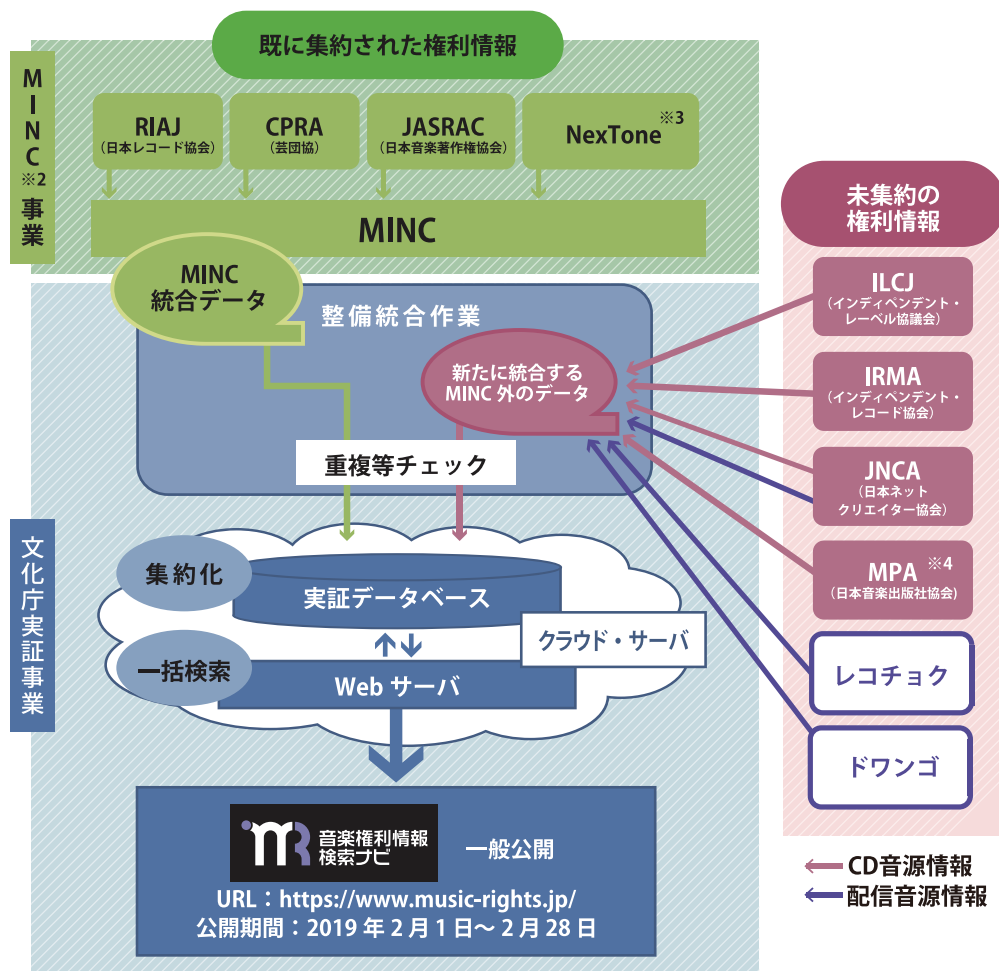 既に集約された権利情報
MINC※2事業
RIAJ
（日本レコード協会）
CPRA
（芸団協）
JASRAC
（日本音楽著作権協会）
NexTone※3
MINC
MINC
統合データ
整備統合作業
新たに統合する
MINC 外のデータ
重複等チェック
未集約の
権利情報
ILCJ
（インディペンデント・
レーベル協議会）
IRMA
（インディペンデント・
レコード協会）
JNCA
（日本ネット
クリエイター協会）
MPA ※4
（日本音楽出版社協会)
レコチョク
ドワンゴ
文化庁実証事業
集約化
実証データベース
クラウド・サーバ
一括検索
Web サーバ
音楽権利情報
検索ナビ
一般公開
URL：https://www.music-rights.jp/
公開期間：2019 年 2 月 1 日～ 2 月 28 日
CD音源情報
配信音源情報